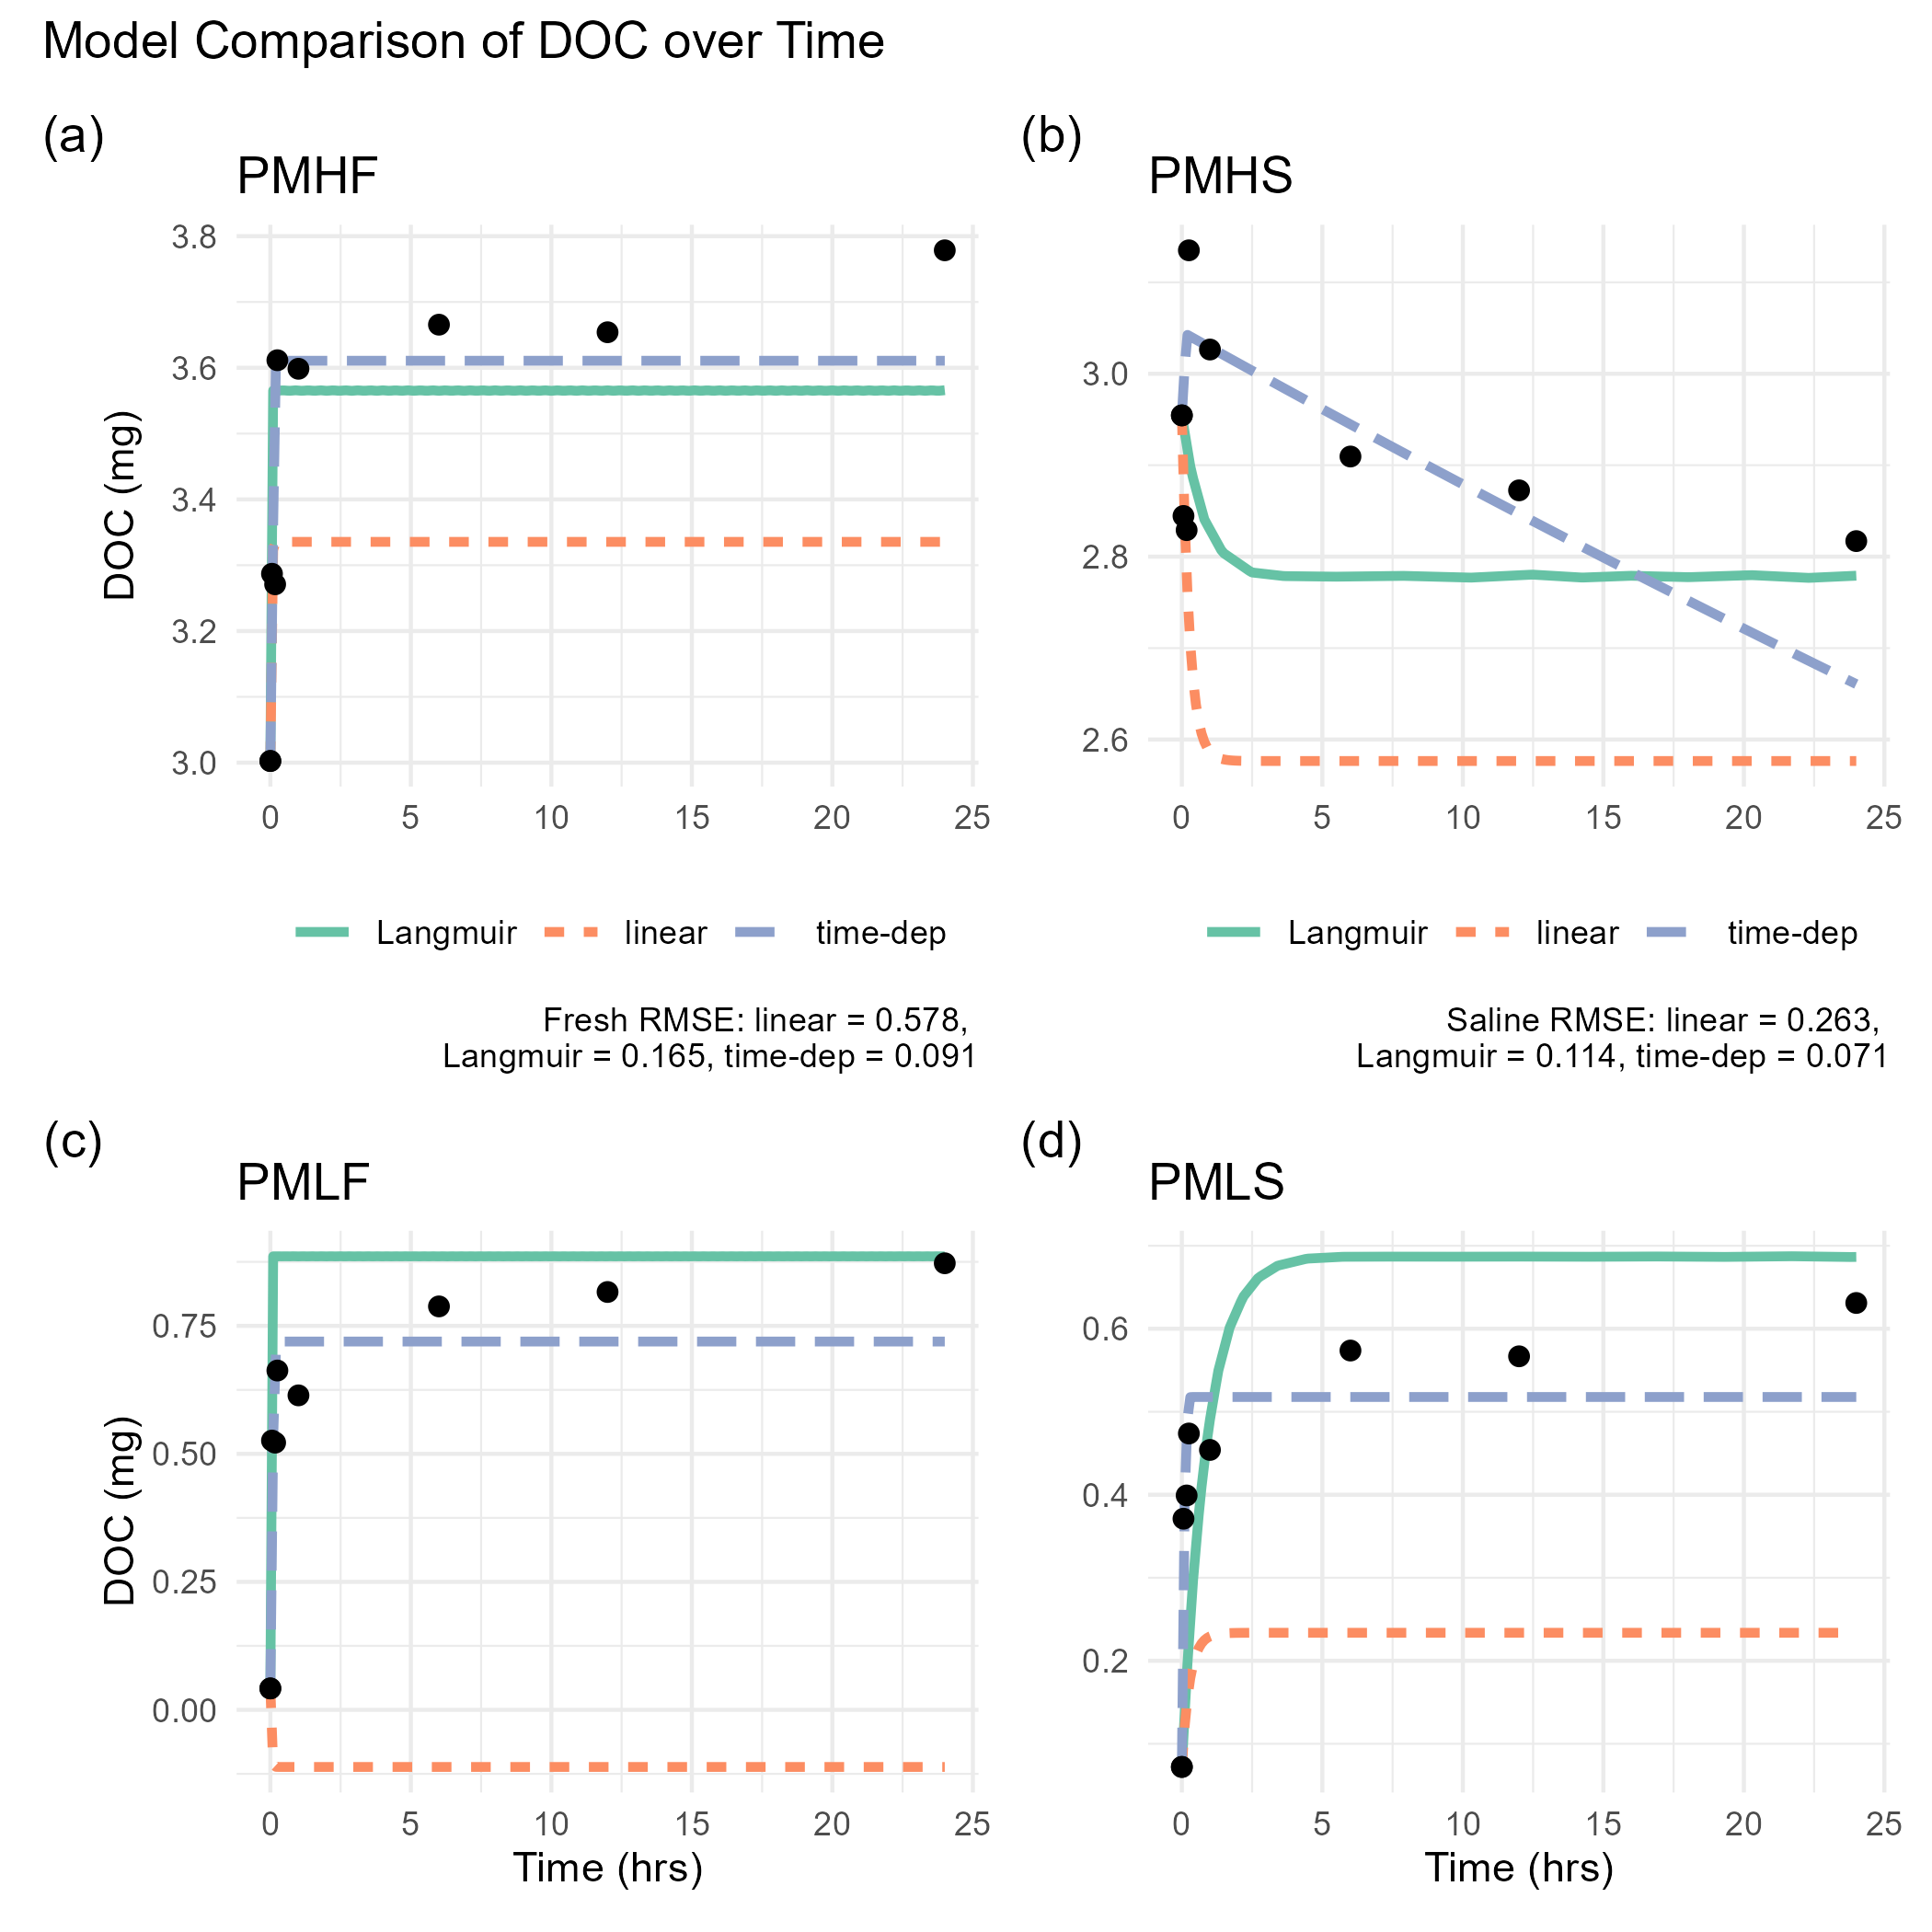 Model Comparison of DOC over Time
(a)
PMHF
DOC (mg)
3.8
3.6
3.4
3.2
3.0
0 5 10 15 20 25
Langmuir linear time-dep
Fresh RMSE: linear = 0.578,
Langmuir = 0.165, time-dep = 0.091
(b)
PMHS
3.0
2.8
2.6
0 5 10 15 20 25
Langmuir linear time-dep
Saline RMSE: linear = 0.263,
Langmuir = 0.114, time-dep = 0.071
(c)
PMLF
DOC (mg)
0.75
0.50
0.25
0.00
0 5 10 15 20 25
Time (hrs)
(d)
PMLS
0.6
0.4
0.2
0 5 10 15 20 25
Time (hrs)